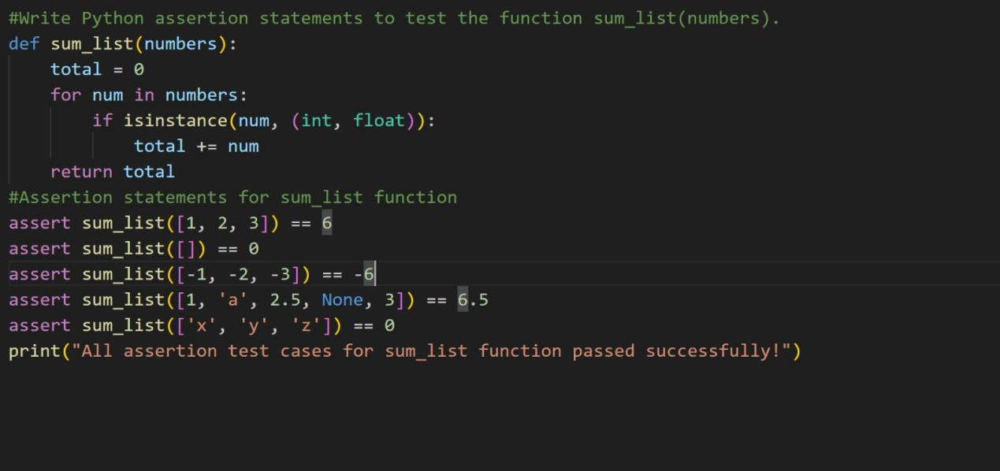 #Write Python assertion statements to test the function sum_list(numbers).
def sum_list(numbers):
    total = 0
    for num in numbers:
        if isinstance(num, (int, float)):
            total += num
    return total
#Assertion statements for sum_list function
assert sum_list([1, 2, 3]) == 6
assert sum_list([]) == 0
assert sum_list([-1, -2, -3]) == -6
assert sum_list([1, 'a', 2.5, None, 3]) == 6.5
assert sum_list(['x', 'y', 'z']) == 0
print("All assertion test cases for sum_list function passed successfully!")